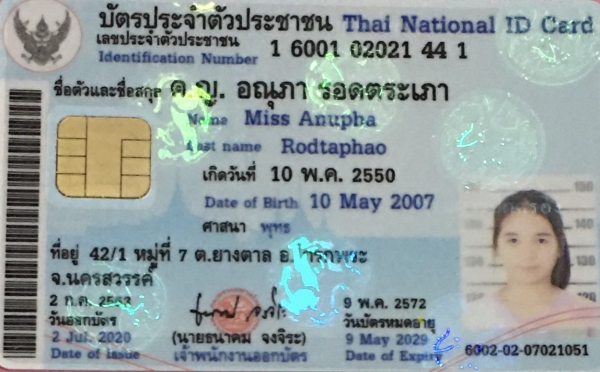 บัตรประจำตัวประชาชน Thai National ID Card
เลขประจำตัวประชาชน 1 6001 02021 44 1
Identification Number
ชื่อตัวและชื่อสกุล ด.ญ. อณุภา รอดตระเภา
Name Miss Anupha
Last name Rodtaphao
เกิดวันที่ 10 พ.ค. 2550
Date of Birth 10 May 2007
ศาสนา พุทธ
ที่อยู่ 42/1 หมู่ที่ 7 ต.ยางตาล
จ.นครสวรรค์
2 ก.ค. 2563
วันออกบัตร
2 Jul. 2020
Date of Issue
(นายธนาคม จงจิระ)
เจ้าพนักงานออกบัตร
9 พ.ค. 2572
วันบัตรหมดอายุ
9 May 2029
Date of Expiry
6002-02-07021051